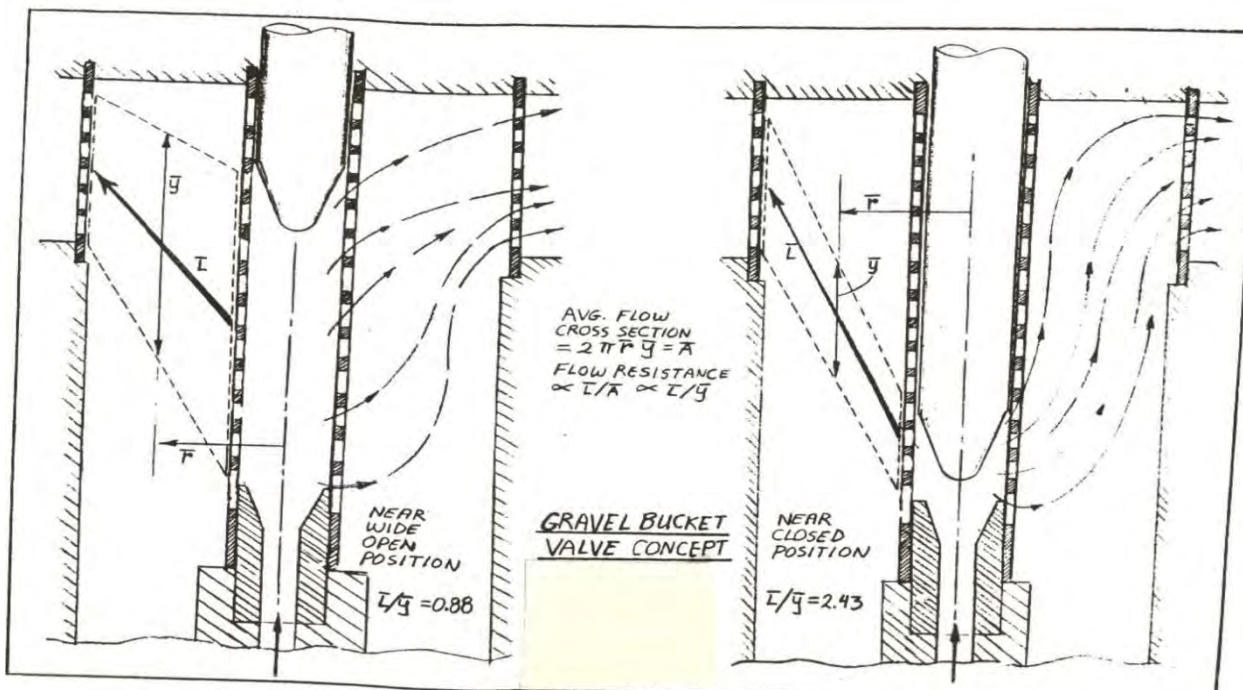 ȳ
L̄
r̄
NEAR
WIDE
OPEN
POSITION
L̄/ȳ = 0.88
AVG. FLOW
CROSS SECTION
= 2 π r̄ ȳ = Ā
FLOW RESISTANCE
∝ L̄/Ā ∝ L̄/ȳ
GRAVEL BUCKET
VALVE CONCEPT
r̄
L̄
ȳ
NEAR
CLOSED
POSITION
L̄/ȳ = 2.43